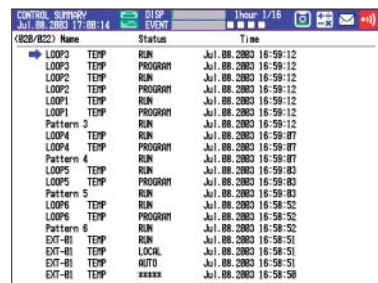 CONTROL SUMMARY DISP 1hour 1/16
Jul.08.2003 17:00:14 EVENT
(020/022) Name Status Time
LOOP3 TEMP RUN Jul.08.2003 16:59:12
LOOP3 TEMP PROGRAM Jul.08.2003 16:59:12
LOOP2 TEMP RUN Jul.08.2003 16:59:12
LOOP2 TEMP PROGRAM Jul.08.2003 16:59:12
LOOP1 TEMP RUN Jul.08.2003 16:59:12
LOOP1 TEMP PROGRAM Jul.08.2003 16:59:12
Pattern 3 RUN Jul.08.2003 16:59:12
LOOP4 TEMP RUN Jul.08.2003 16:59:07
LOOP4 TEMP PROGRAM Jul.08.2003 16:59:07
Pattern 4 RUN Jul.08.2003 16:59:07
LOOP5 TEMP RUN Jul.08.2003 16:59:03
LOOP5 TEMP PROGRAM Jul.08.2003 16:59:03
Pattern 5 RUN Jul.08.2003 16:59:03
LOOP6 TEMP RUN Jul.08.2003 16:58:52
LOOP6 TEMP PROGRAM Jul.08.2003 16:58:52
Pattern 6 RUN Jul.08.2003 16:58:52
EXT-01 TEMP RUN Jul.08.2003 16:58:51
EXT-01 TEMP LOCAL Jul.08.2003 16:58:51
EXT-01 TEMP AUTO Jul.08.2003 16:58:51
EXT-01 TEMP ***** Jul.08.2003 16:58:50